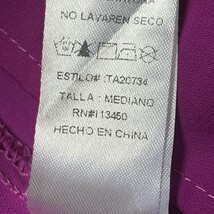 NO LAVAR EN SECO
ESTILO# :TA20734
TALLA : MEDIANO
RN#113450
HECHO EN CHINA